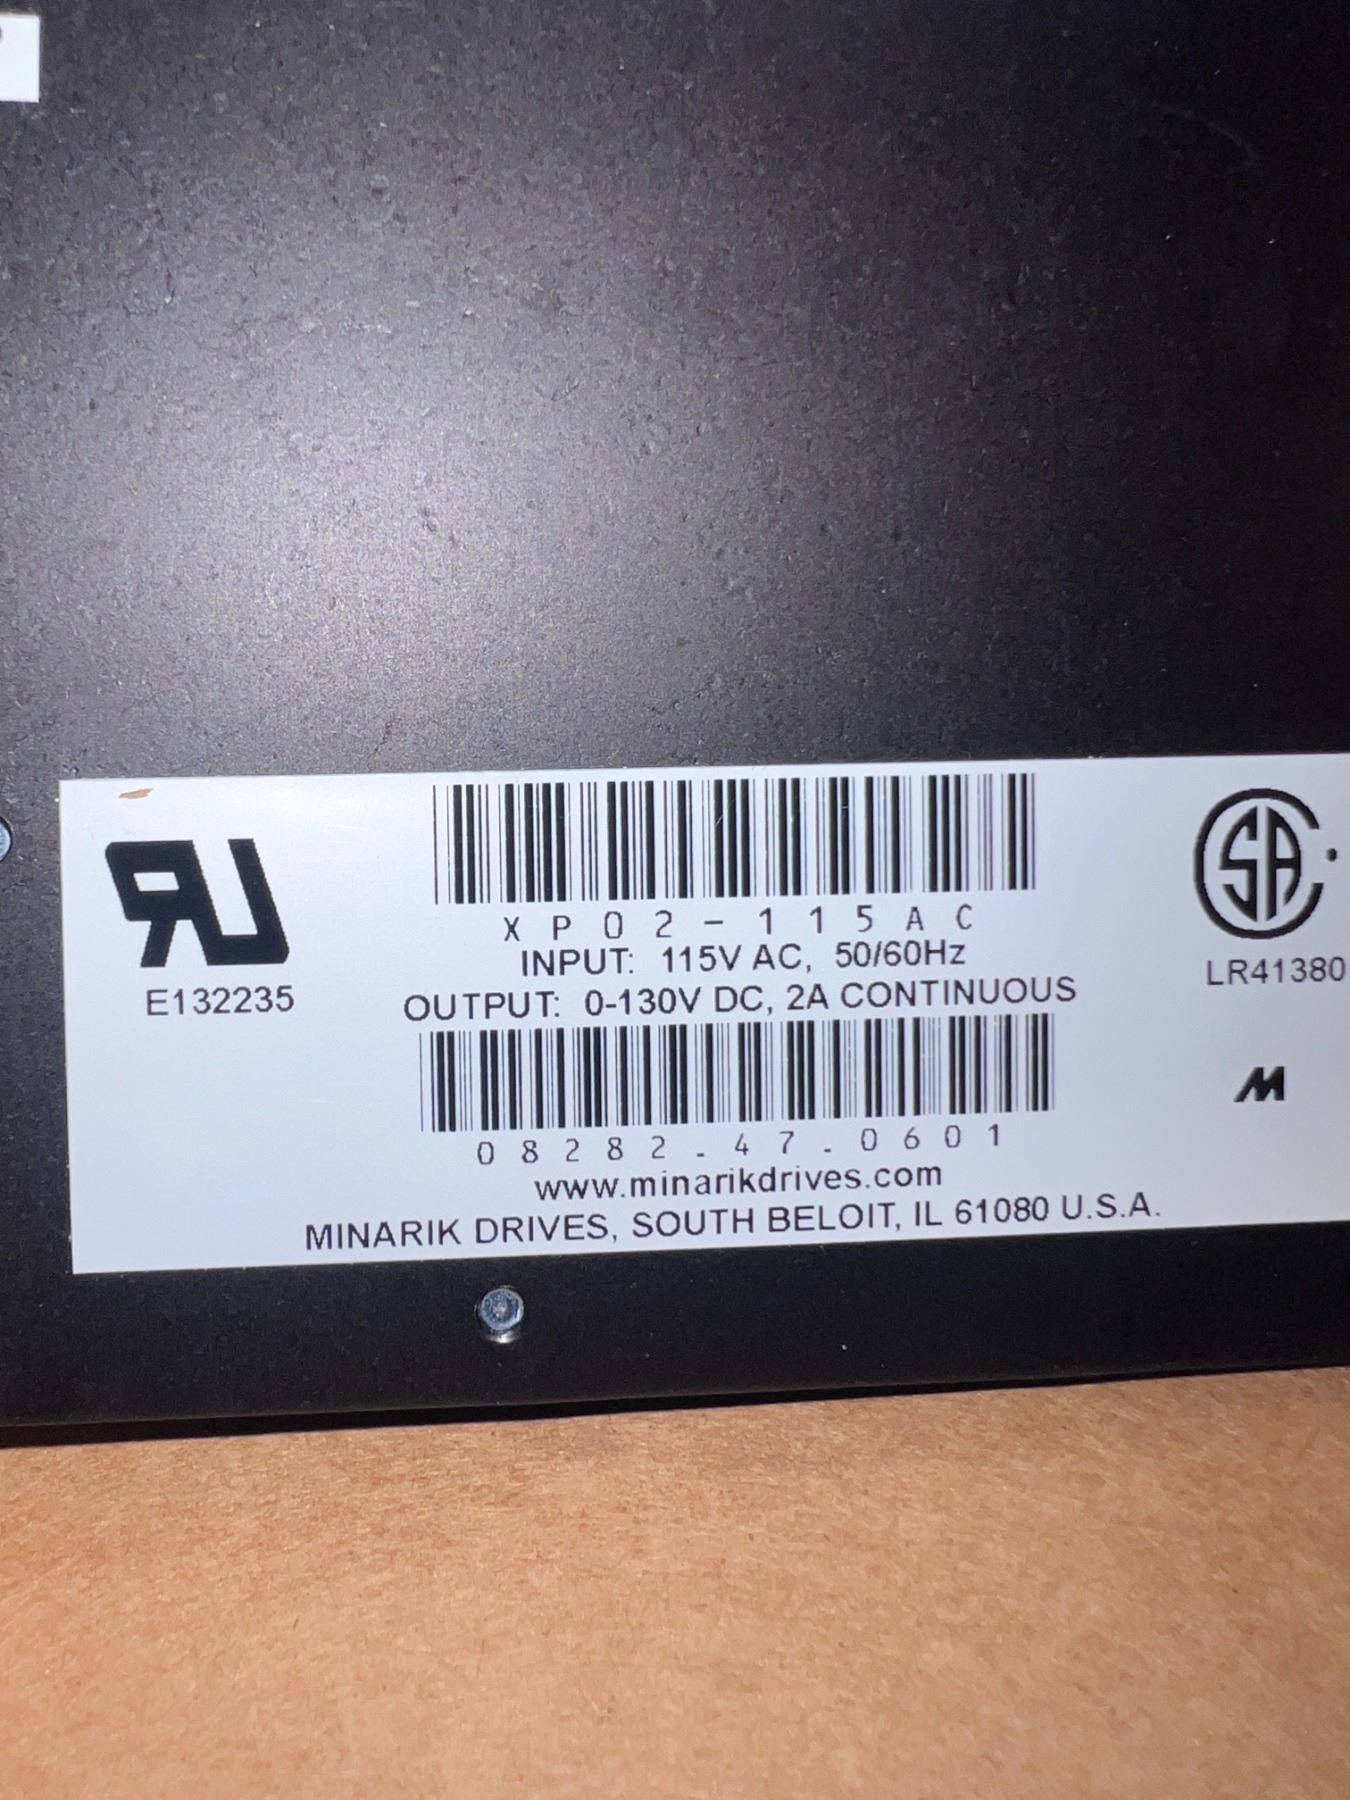 E132235
XP02-115AC
INPUT: 115V AC, 50/60Hz
OUTPUT: 0-130V DC, 2A CONTINUOUS
08282.47.0601
www.minarikdrives.com
MINARIK DRIVES, SOUTH BELOIT, IL 61080 U.S.A.
SA
LR41380
M